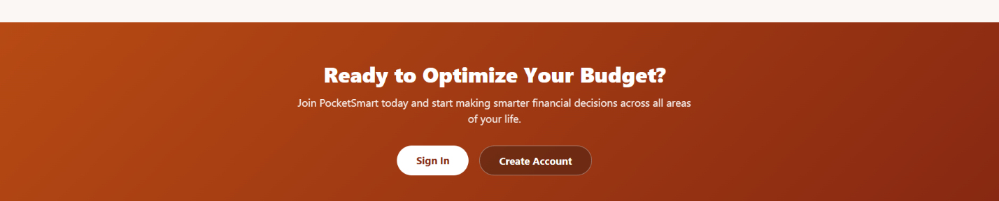 Ready to Optimize Your Budget?
Join PocketSmart today and start making smarter financial decisions across all areas
of your life.
Sign In
Create Account